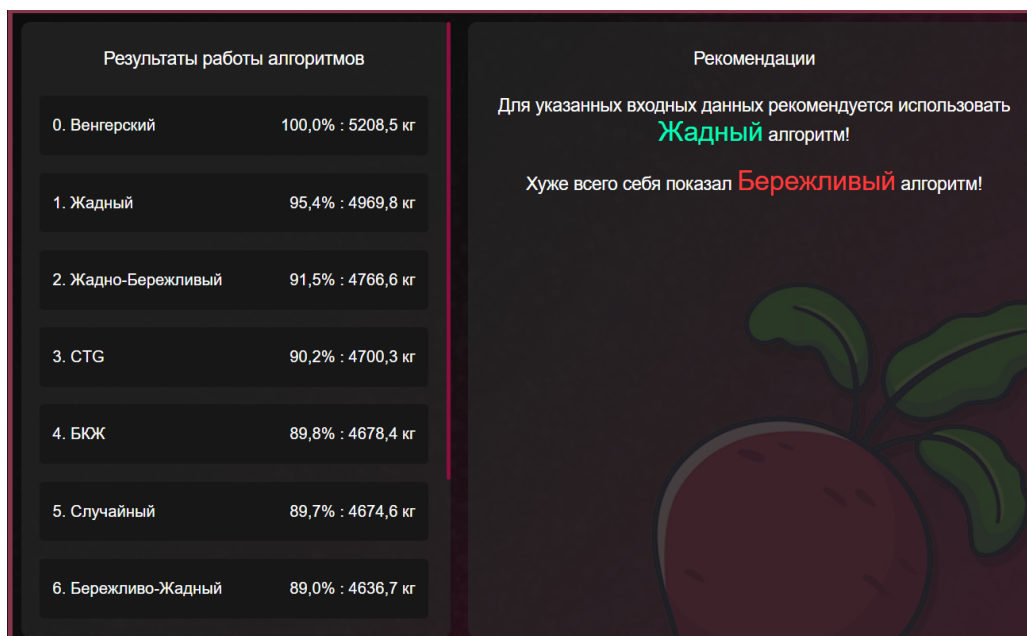 Результаты работы алгоритмов
0. Венгерский 100,0% : 5208,5 кг
1. Жадный 95,4% : 4969,8 кг
2. Жадно-Бережливый 91,5% : 4766,6 кг
3. CTG 90,2% : 4700,3 кг
4. БКЖ 89,8% : 4678,4 кг
5. Случайный 89,7% : 4674,6 кг
6. Бережливо-Жадный 89,0% : 4636,7 кг
Рекомендации
Для указанных входных данных рекомендуется использовать
Жадный алгоритм!
Хуже всего себя показал Бережливый алгоритм!